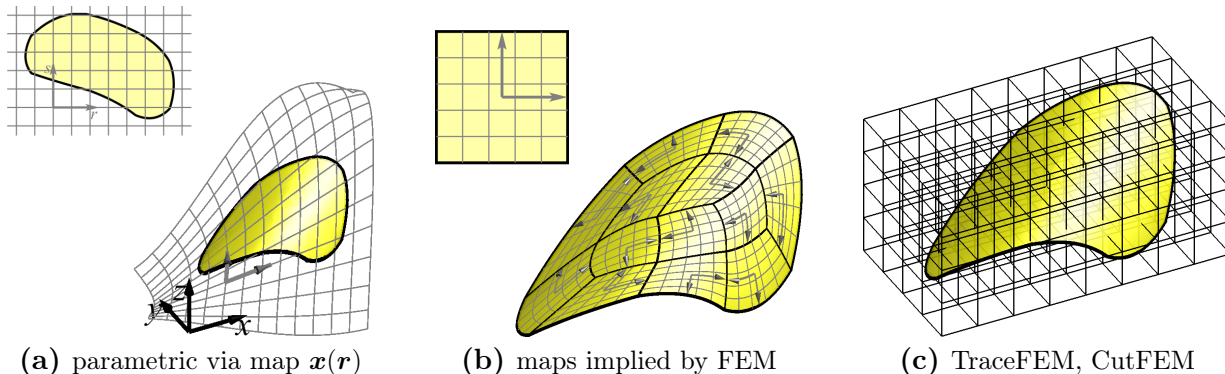 s
r
z
y
x
(a) parametric via map x(r)
(b) maps implied by FEM
(c) TraceFEM, CutFEM